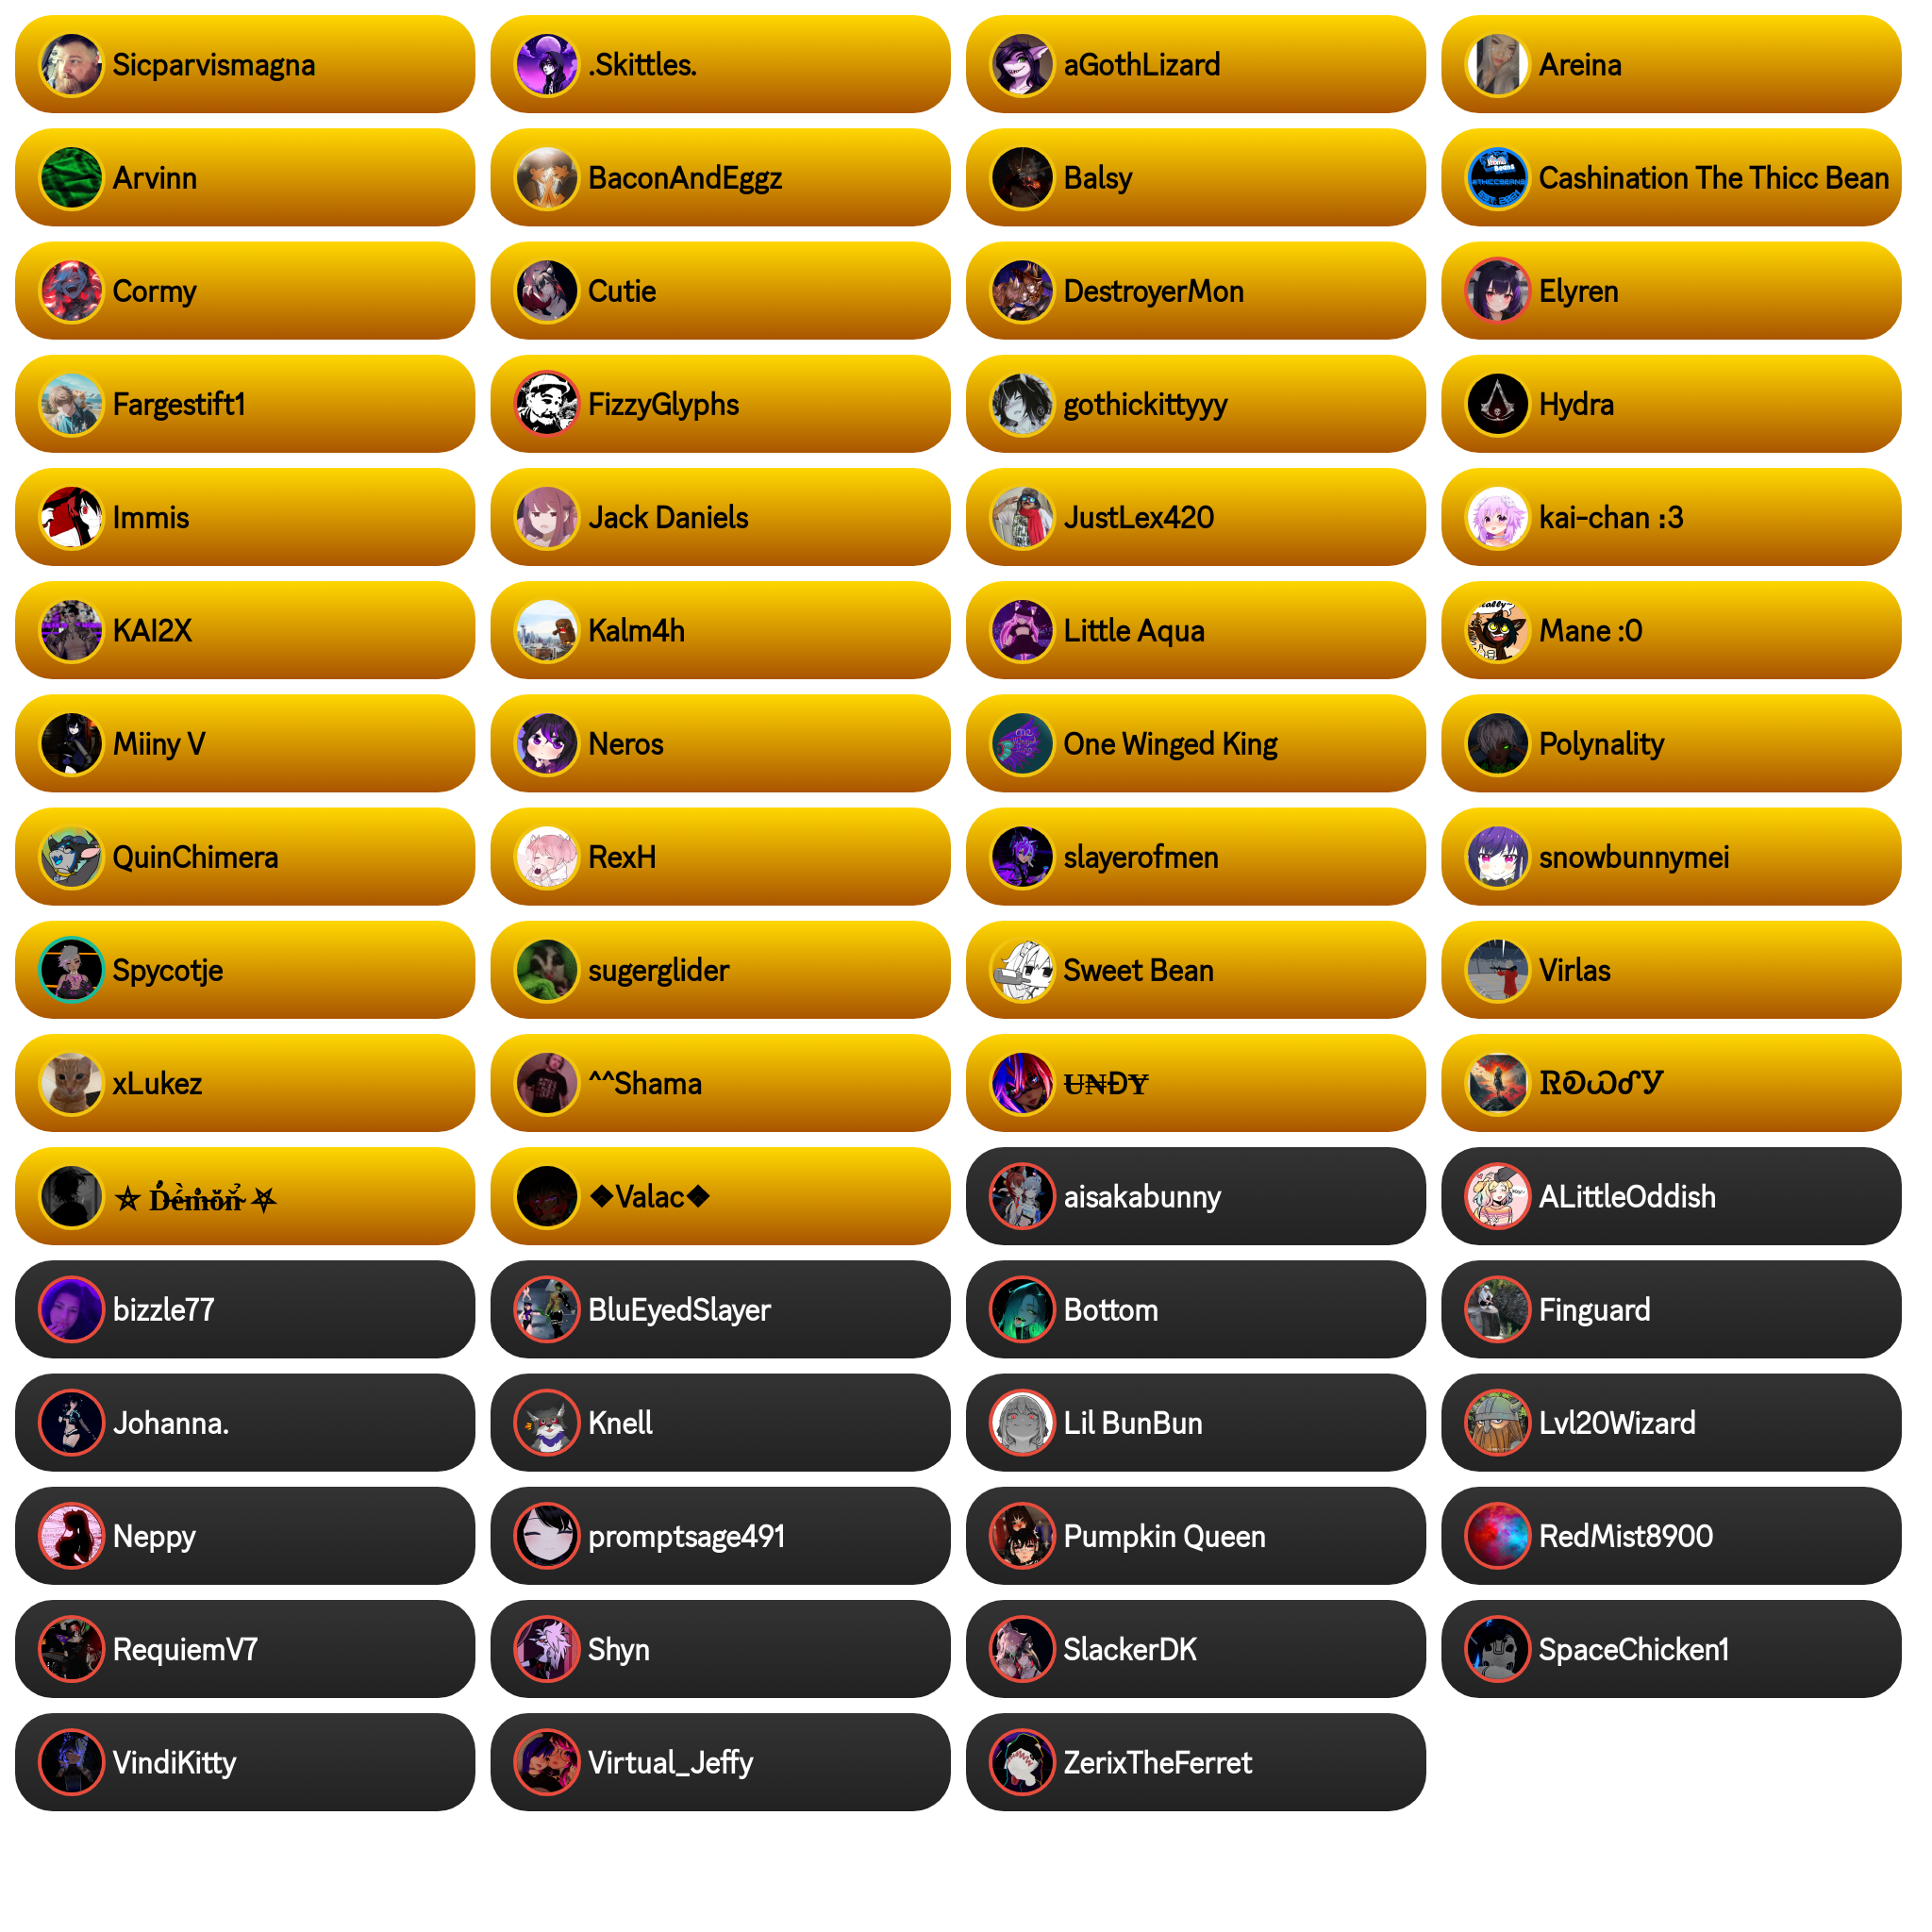 Sicparvismagna
.Skittles.
aGothLizard
Areina
Arvinn
BaconAndEggz
Balsy
Cashination The Thicc Bean
Cormy
Cutie
DestroyerMon
Elyren
Fargestift1
FizzyGlyphs
gothickittyyy
Hydra
Immis
Jack Daniels
JustLex420
kai-chan :3
KAI2X
Kalm4h
Little Aqua
Mane :0
Miiny V
Neros
One Winged King
Polynality
QuinChimera
RexH
slayerofmen
snowbunnymei
Spycotje
sugerglider
Sweet Bean
Virlas
xLukez
^^Shama
❖Valac❖
aisakabunny
ALittleOddish
bizzle77
BluEyedSlayer
Bottom
Finguard
Johanna.
Knell
Lil BunBun
Lvl20Wizard
Neppy
promptsage491
Pumpkin Queen
RedMist8900
RequiemV7
Shyn
SlackerDK
SpaceChicken1
VindiKitty
Virtual_Jeffy
ZerixTheFerret